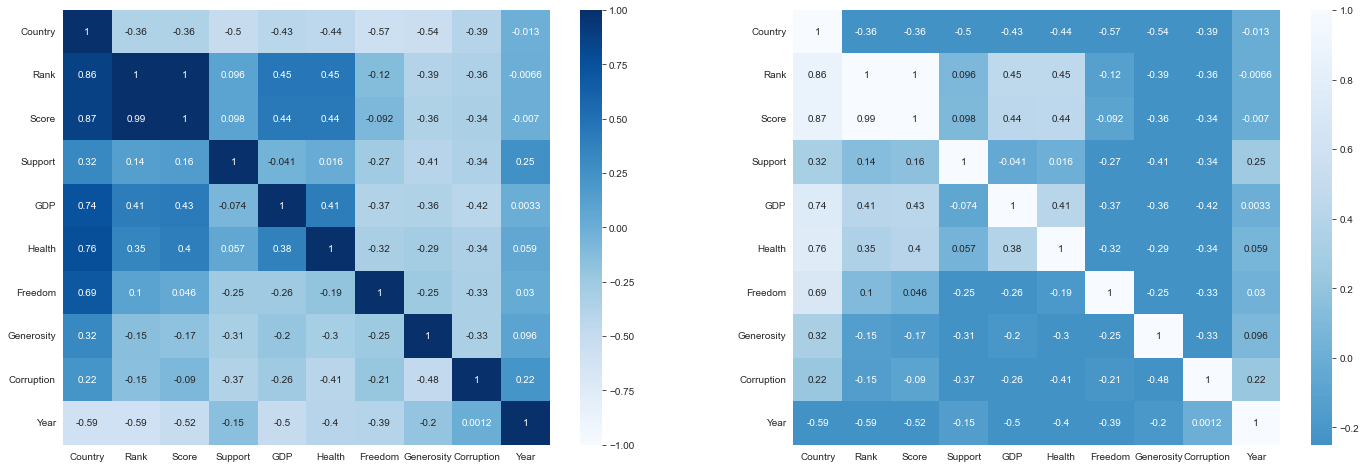 Country 1 -0.36 -0.36 -0.5 -0.43 -0.44 -0.57 -0.54 -0.39 -0.013
Rank 0.86 1 1 0.096 0.45 0.45 -0.12 -0.39 -0.36 -0.0066
Score 0.87 0.99 1 0.098 0.44 0.44 -0.092 -0.36 -0.34 -0.007
Support 0.32 0.14 0.16 1 -0.041 0.016 -0.27 -0.41 -0.34 0.25
GDP 0.74 0.41 0.43 -0.074 1 0.41 -0.37 -0.36 -0.42 0.0033
Health 0.76 0.35 0.4 0.057 0.38 1 -0.32 -0.29 -0.34 0.059
Freedom 0.69 0.1 0.046 -0.25 -0.26 -0.19 1 -0.25 -0.33 0.03
Generosity 0.32 -0.15 -0.17 -0.31 -0.2 -0.3 -0.25 1 -0.33 0.096
Corruption 0.22 -0.15 -0.09 -0.37 -0.26 -0.41 -0.21 -0.48 1 0.22
Year -0.59 -0.59 -0.52 -0.15 -0.5 -0.4 -0.39 -0.2 0.0012 1
Country Rank Score Support GDP Health Freedom Generosity Corruption Year
1.00
0.75
0.50
0.25
0.00
−0.25
−0.50
−0.75
−1.00
Country 1 -0.36 -0.36 -0.5 -0.43 -0.44 -0.57 -0.54 -0.39 -0.013
Rank 0.86 1 1 0.096 0.45 0.45 -0.12 -0.39 -0.36 -0.0066
Score 0.87 0.99 1 0.098 0.44 0.44 -0.092 -0.36 -0.34 -0.007
Support 0.32 0.14 0.16 1 -0.041 0.016 -0.27 -0.41 -0.34 0.25
GDP 0.74 0.41 0.43 -0.074 1 0.41 -0.37 -0.36 -0.42 0.0033
Health 0.76 0.35 0.4 0.057 0.38 1 -0.32 -0.29 -0.34 0.059
Freedom 0.69 0.1 0.046 -0.25 -0.26 -0.19 1 -0.25 -0.33 0.03
Generosity 0.32 -0.15 -0.17 -0.31 -0.2 -0.3 -0.25 1 -0.33 0.096
Corruption 0.22 -0.15 -0.09 -0.37 -0.26 -0.41 -0.21 -0.48 1 0.22
Year -0.59 -0.59 -0.52 -0.15 -0.5 -0.4 -0.39 -0.2 0.0012 1
Country Rank Score Support GDP Health Freedom Generosity Corruption Year
1.0
0.8
0.6
0.4
0.2
0.0
−0.2